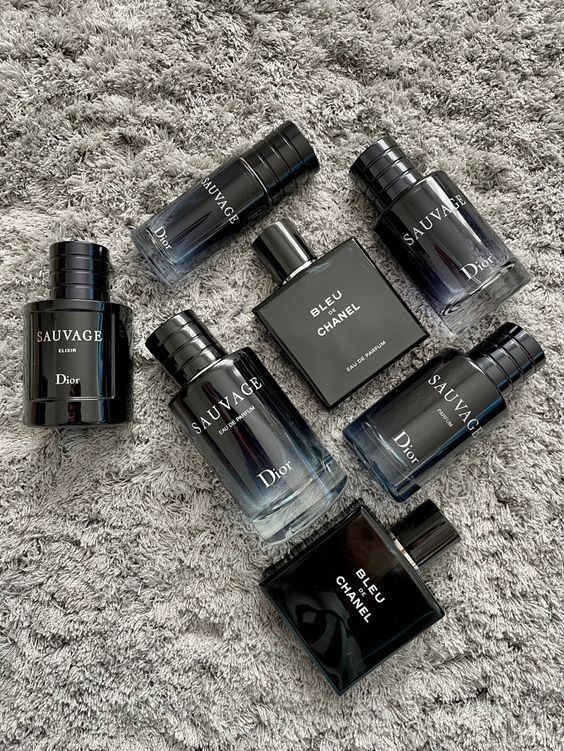 SAUVAGE
Dior
SAUVAGE
Dior
BLEU
DE
CHANEL
EAU DE PARFUM
SAUVAGE
ELIXIR
Dior
SAUVAGE
EAU DE PARFUM
Dior
SAUVAGE
PARFUM
Dior
BLEU
DE
CHANEL